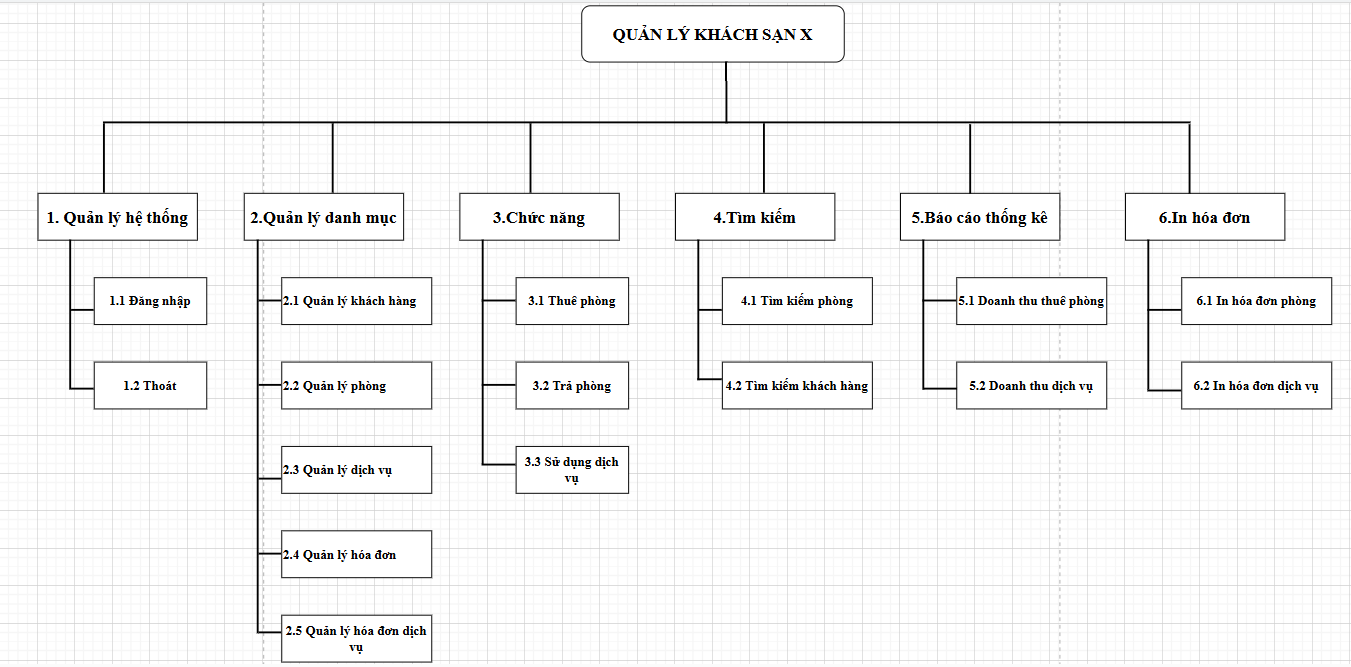 QUẢN LÝ KHÁCH SẠN X
1. Quản lý hệ thống
2.Quản lý danh mục
3.Chức năng
4.Tìm kiếm
5.Báo cáo thống kê
6.In hóa đơn
1.1 Đăng nhập
2.1 Quản lý khách hàng
3.1 Thuê phòng
4.1 Tìm kiếm phòng
5.1 Doanh thu thuê phòng
6.1 In hóa đơn phòng
1.2 Thoát
2.2 Quản lý phòng
3.2 Trả phòng
4.2 Tìm kiếm khách hàng
5.2 Doanh thu dịch vụ
6.2 In hóa đơn dịch vụ
2.3 Quản lý dịch vụ
3.3 Sử dụng dịch
vụ
2.4 Quản lý hóa đơn
2.5 Quản lý hóa đơn dịch
vụ